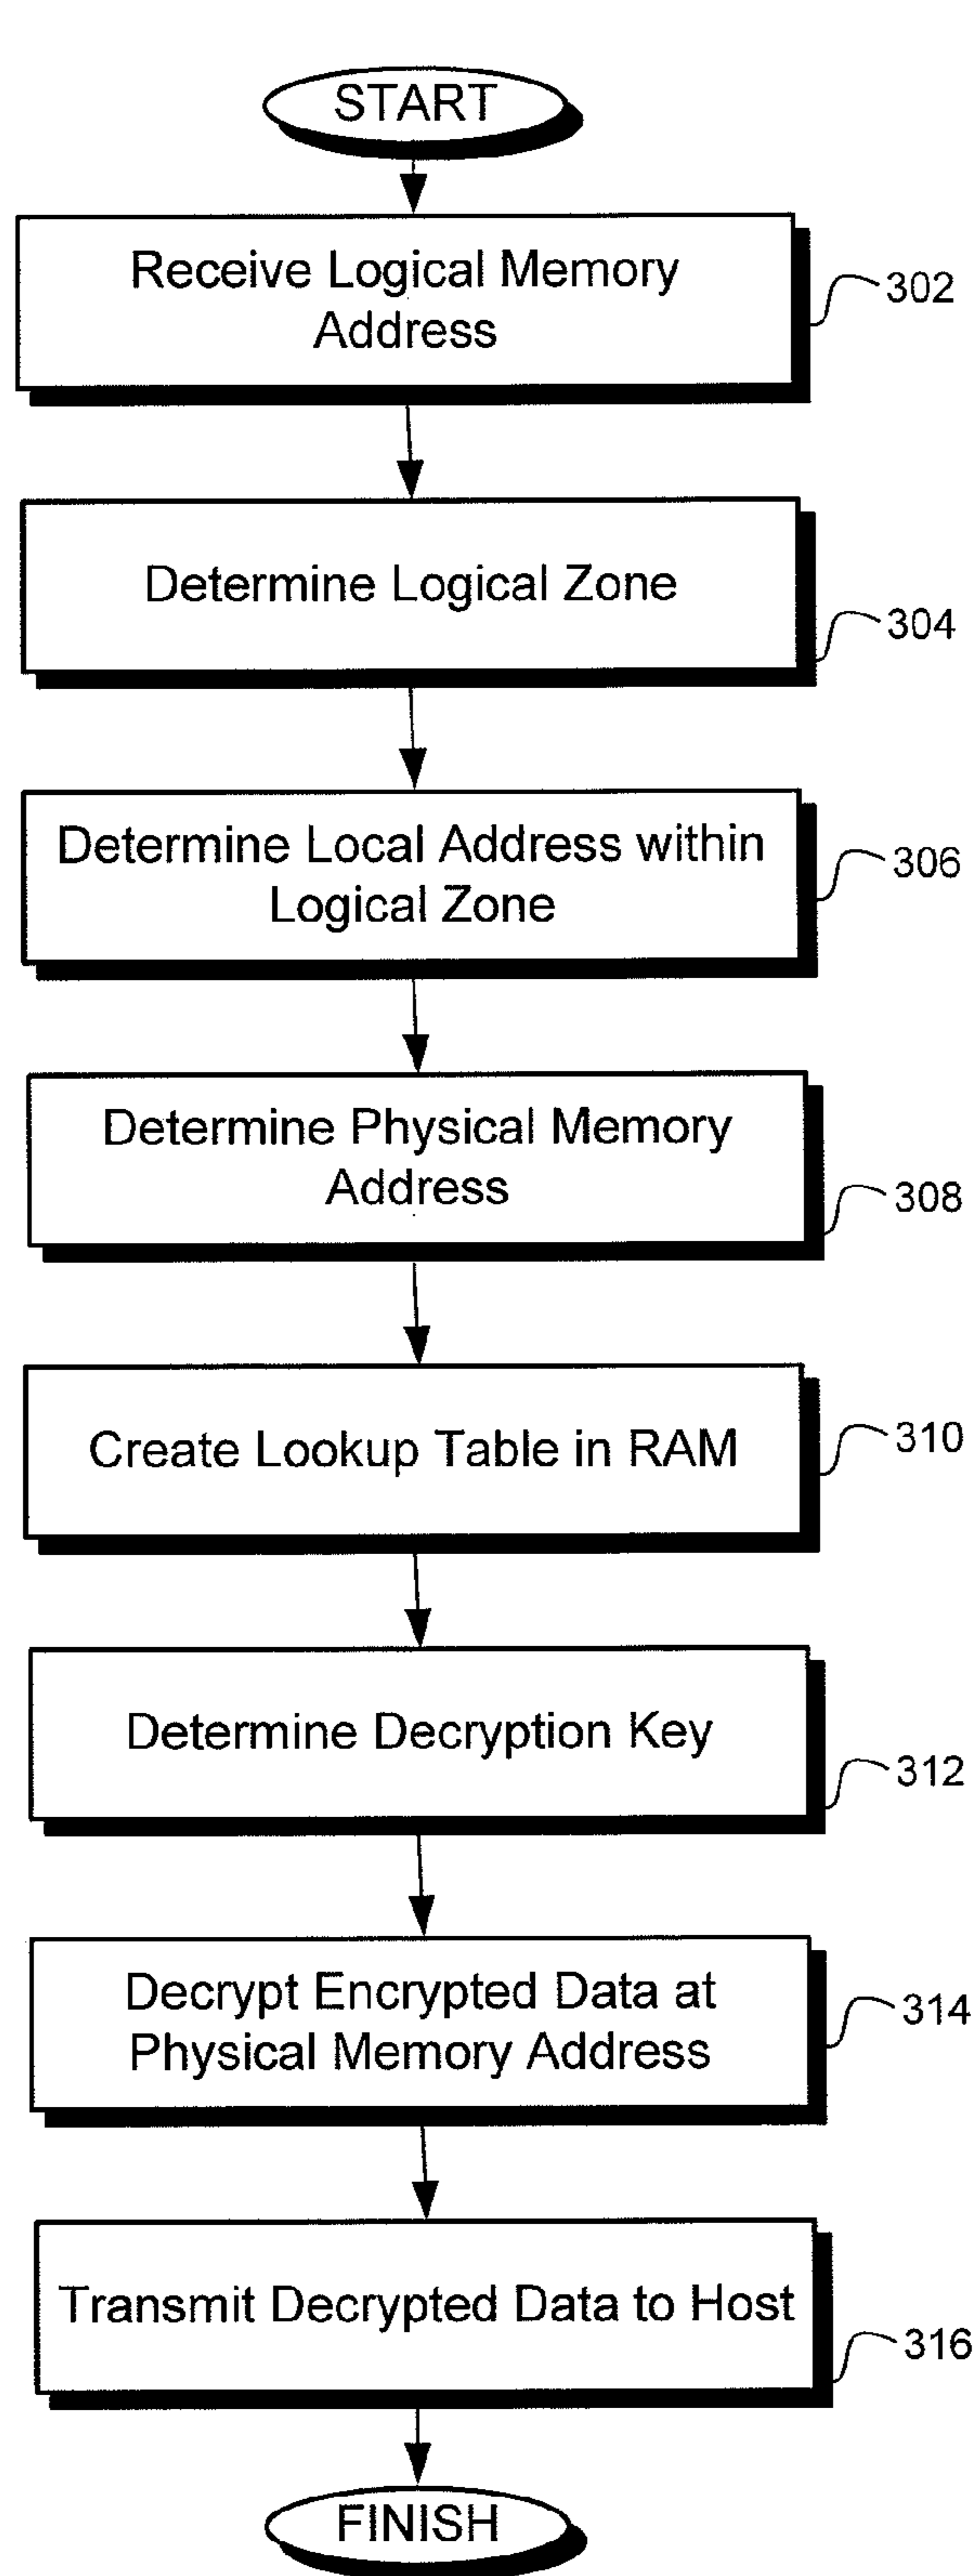 START
Receive Logical Memory
Address
302
Determine Logical Zone
304
Determine Local Address within
Logical Zone
306
Determine Physical Memory
Address
308
Create Lookup Table in RAM
310
Determine Decryption Key
312
Decrypt Encrypted Data at
Physical Memory Address
314
Transmit Decrypted Data to Host
316
FINISH